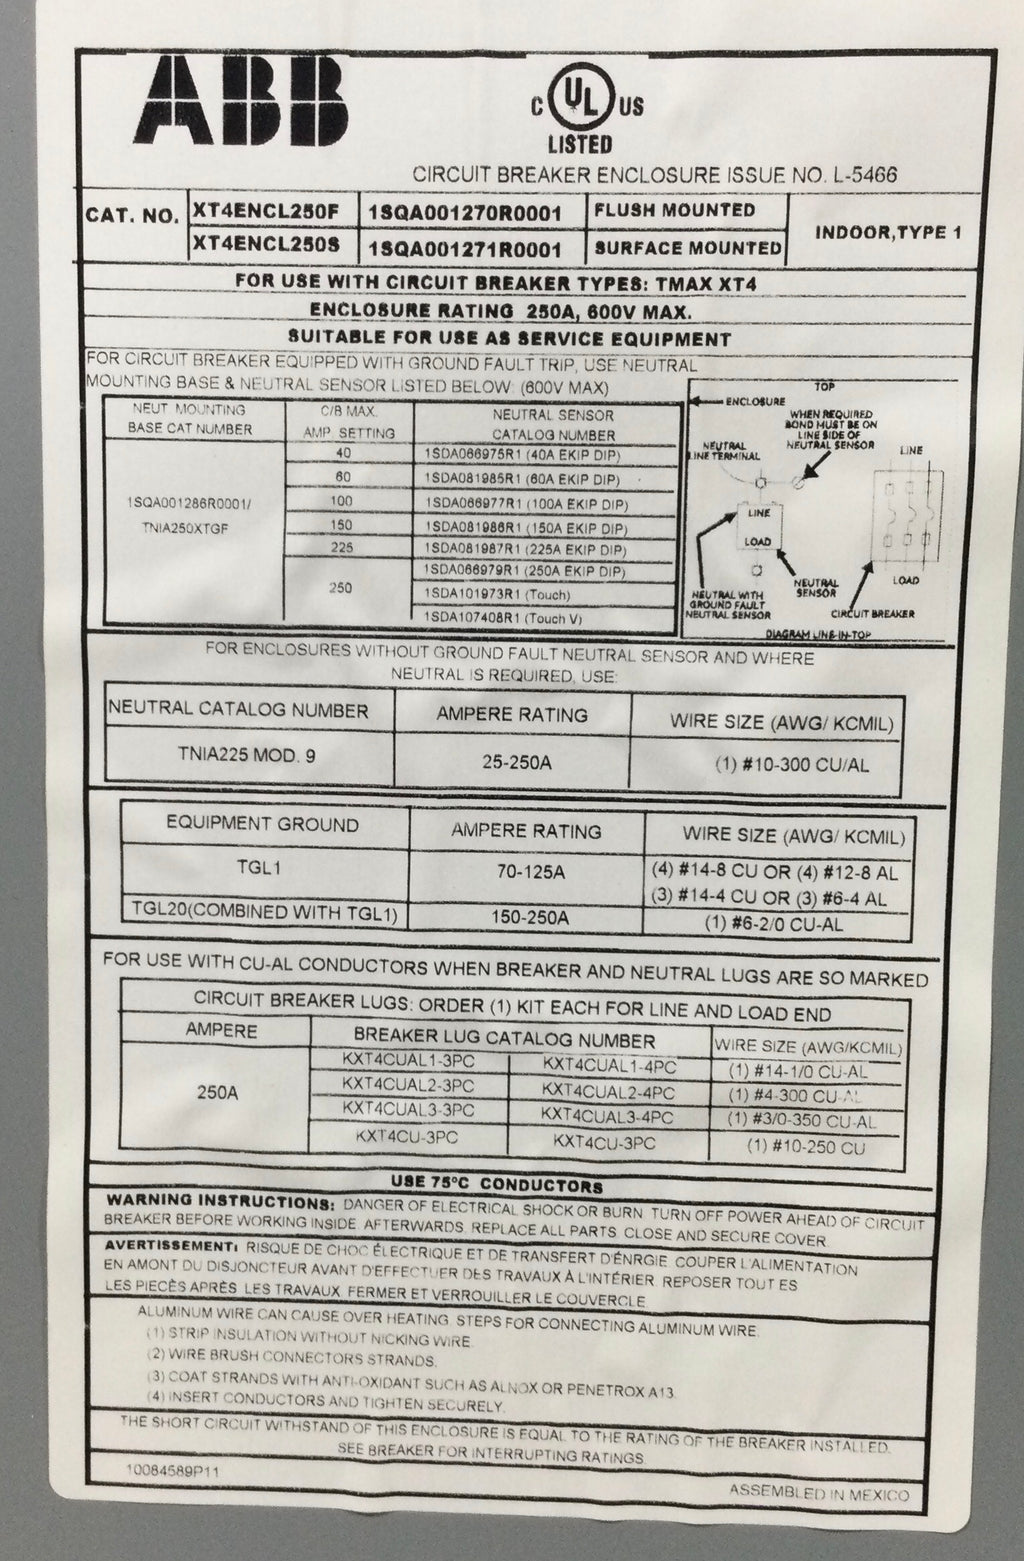 ABB
C UL US
LISTED
CIRCUIT BREAKER ENCLOSURE ISSUE NO. L-5466
CAT. NO. XT4ENCL250F 1SQA001270R0001 FLUSH MOUNTED INDOOR,TYPE 1
XT4ENCL250S 1SQA001271R0001 SURFACE MOUNTED
FOR USE WITH CIRCUIT BREAKER TYPES: TMAX XT4
ENCLOSURE RATING 250A, 600V MAX.
SUITABLE FOR USE AS SERVICE EQUIPMENT
FOR CIRCUIT BREAKER EQUIPPED WITH GROUND FAULT TRIP, USE NEUTRAL
MOUNTING BASE & NEUTRAL SENSOR LISTED BELOW: (600V MAX)
NEUT MOUNTING C/B MAX. NEUTRAL SENSOR
BASE CAT NUMBER AMP. SETTING CATALOG NUMBER
40 1SDA066975R1 (40A EKIP DIP)
60 1SDA081985R1 (60A EKIP DIP)
1SQA001286R0001/ 100 1SDA066977R1 (100A EKIP DIP)
TNIA250XTGF 150 1SDA081986R1 (150A EKIP DIP)
225 1SDA081987R1 (225A EKIP DIP)
250 1SDA066979R1 (250A EKIP DIP)
1SDA101973R1 (Touch)
1SDA107408R1 (Touch V)
TOP
ENCLOSURE
WHEN REQUIRED
BOND MUST BE ON
LINE SIDE OF
NEUTRAL SENSOR
NEUTRAL
LINE TERMINAL
LINE
LINE
LOAD
NEUTRAL
SENSOR
LOAD
NEUTRAL WITH
GROUND FAULT
NEUTRAL SENSOR
CIRCUIT BREAKER
DIAGRAM LINE-IN-TOP
FOR ENCLOSURES WITHOUT GROUND FAULT NEUTRAL SENSOR AND WHERE
NEUTRAL IS REQUIRED, USE:
NEUTRAL CATALOG NUMBER AMPERE RATING WIRE SIZE (AWG/ KCMIL)
TNIA225 MOD. 9 25-250A (1) #10-300 CU/AL
EQUIPMENT GROUND AMPERE RATING WIRE SIZE (AWG/ KCMIL)
TGL1 70-125A (4) #14-8 CU OR (4) #12-8 AL
(3) #14-4 CU OR (3) #6-4 AL
TGL20(COMBINED WITH TGL1) 150-250A (1) #6-2/0 CU-AL
FOR USE WITH CU-AL CONDUCTORS WHEN BREAKER AND NEUTRAL LUGS ARE SO MARKED
CIRCUIT BREAKER LUGS: ORDER (1) KIT EACH FOR LINE AND LOAD END
AMPERE BREAKER LUG CATALOG NUMBER WIRE SIZE (AWG/KCMIL)
250A KXT4CUAL1-3PC KXT4CUAL1-4PC (1) #14-1/0 CU-AL
KXT4CUAL2-3PC KXT4CUAL2-4PC (1) #4-300 CU-AL
KXT4CUAL3-3PC KXT4CUAL3-4PC (1) #3/0-350 CU-AL
KXT4CU-3PC KXT4CU-3PC (1) #10-250 CU
USE 75°C CONDUCTORS
WARNING INSTRUCTIONS: DANGER OF ELECTRICAL SHOCK OR BURN. TURN OFF POWER AHEAD OF CIRCUIT
BREAKER BEFORE WORKING INSIDE. AFTERWARDS, REPLACE ALL PARTS, CLOSE AND SECURE COVER.
AVERTISSEMENT: RISQUE DE CHOC ÉLECTRIQUE ET DE TRANSFERT D'ÉNRGIE. COUPER L'ALIMENTATION
EN AMONT DU DISJONCTEUR AVANT D'EFFECTUER DES TRAVAUX À L'INTÉRIER. REPOSER TOUT ES
LES PIECÈS APRÈS. LES TRAVAUX. FERMER ET VERROUILLER LE COUVERCLE.
ALUMINUM WIRE CAN CAUSE OVER HEATING. STEPS FOR CONNECTING ALUMINUM WIRE.
(1) STRIP INSULATION WITHOUT NICKING WIRE.
(2) WIRE BRUSH CONNECTORS STRANDS.
(3) COAT STRANDS WITH ANTI-OXIDANT SUCH AS ALNOX OR PENETROX A13.
(4) INSERT CONDUCTORS AND TIGHTEN SECURELY.
THE SHORT CIRCUIT WITHSTAND OF THIS ENCLOSURE IS EQUAL TO THE RATING OF THE BREAKER INSTALLED.
SEE BREAKER FOR INTERRUPTING RATINGS.
10084589P11
ASSEMBLED IN MEXICO